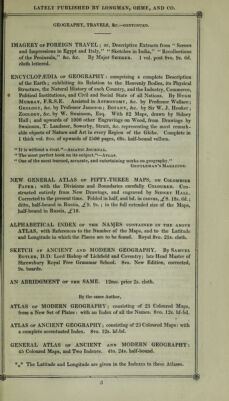 LATELY PUBLISHED BY LONGMAN, ORME, AND CO.
GEOGRAPHY, TRAVELS, &c.—CONTINUED.
IMAGERY OF FOREIGN TRAVEL; or, Descriptive Extracts from "Scenes
and Impressions in Egypt and Italy," "Sketches in India," "Recollections
of the Peninsula," &c. &c. By Major Sherer. 1 vol. post 8vo. 9s. 6d.
cloth lettered.
ENCYCLOPÆDIA OF GEOGRAPHY: comprising a complete Description
of the Earth; exhibiting its Relation to the Heavenly Bodies, its Physical
Structure, the Natural History of each Country, and the Industry, Commerce,
Political Institutions, and Civil and Social State of all Nations. By Hugh
Murray, F.R.S.E. Assisted in Astronomy, &c. by Professor Wallace;
Geology, &c. by Professor Jameson; Botany, &c. by Sir W. J. Hooker;
Zoology, &c. by W. Swainson, Esq. With 82 Maps, drawn by Sidney
Hall; and upwards of 1000 other Engravings on Wood, from Drawings by
Swainson, T. Landseer, Sowerby, Strutt, &c. representing the most remark-
able objects of Nature and Art in every Region of the Globe. Complete in
1 thick vol. 8vo. of upwards of 1500 pages, 60s. half-bound vellum.
"It is without a rival."—Asiatic Journal.
"The most perfect book on its subject."—Atlas.
"One of the most learned, accurate, and entertaining works on geography."
Gentleman's Magazine.
NEW GENERAL ATLAS OF FIFTY-THREE MAPS, ON COLOMBIER
Paper; with the Divisions and Boundaries carefully Coloured. Con-
structed entirely from New Drawings, and engraved by Sidney Hall.
Corrected to the present time. Folded in half, and bd. in canvas, £8. 18s. 6d.;
ditto, half-bound in Russia, £9. 9s.; in the full extended size of the Maps,
half-bound in Russia, £10.
ALPHABETICAL INDEX OF THE NAMES CONTAINED IN THE ABOVE
ATLAS, with References to the Number of the Maps, and to the Latitude
and Longitude in which the Places are to be found. Royal 8vo. 21s. cloth.
SKETCH OF ANCIENT AND MODERN GEOGRAPHY. By Samuel
Butler, D.D. Lord Bishop of Lichfield and Coventry; late Head Master of
Shrewsbury Royal Free Grammar School. 8vo. New Edition, corrected,
9s. boards.
AN ABRIDGMENT OF THE SAME. 12mo. price 2s. cloth.
By the same Author,
ATLAS OF MODERN GEOGRAPHY; consisting of 23 Coloured Maps,
from a New Set of Plates: with an Index of all the Names. 8vo. 12s. hf-bd.
ATLAS OF ANCIENT GEOGRAPHY; consisting of 23 Coloured Maps: with
a complete accentuated Index. 8vo. 12s. hf-bd.
GENERAL ATLAS OF ANCIENT AND MODERN GEOGRAPHY.
45 Coloured Maps, and Two Indexes. 4to. 24s. half-bound.
*** The Latitude and Longitude are given in the Indexes to these Atlases.